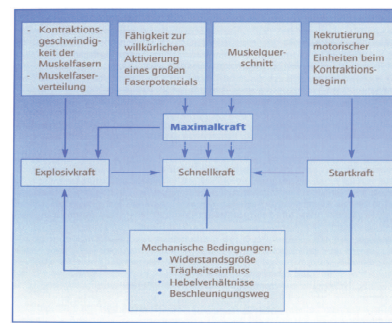 · Kontraktions-
geschwindig-
keit der
Muskelfasern
· Muskelfaser-
verteilung
Fähigkeit zur
willkürlichen
Aktivierung
eines großen
Faserpotenzials
Muskelquer-
schnitt
Rekrutierung
motorischer
Einheiten beim
Kontraktions-
beginn
Maximalkraft
Explosivkraft
Schnellkraft
Startkraft
Mechanische Bedingungen:
• Widerstandsgröße
• Trägheitseinfluss
• Hebelverhältnisse
• Beschleunigungsweg